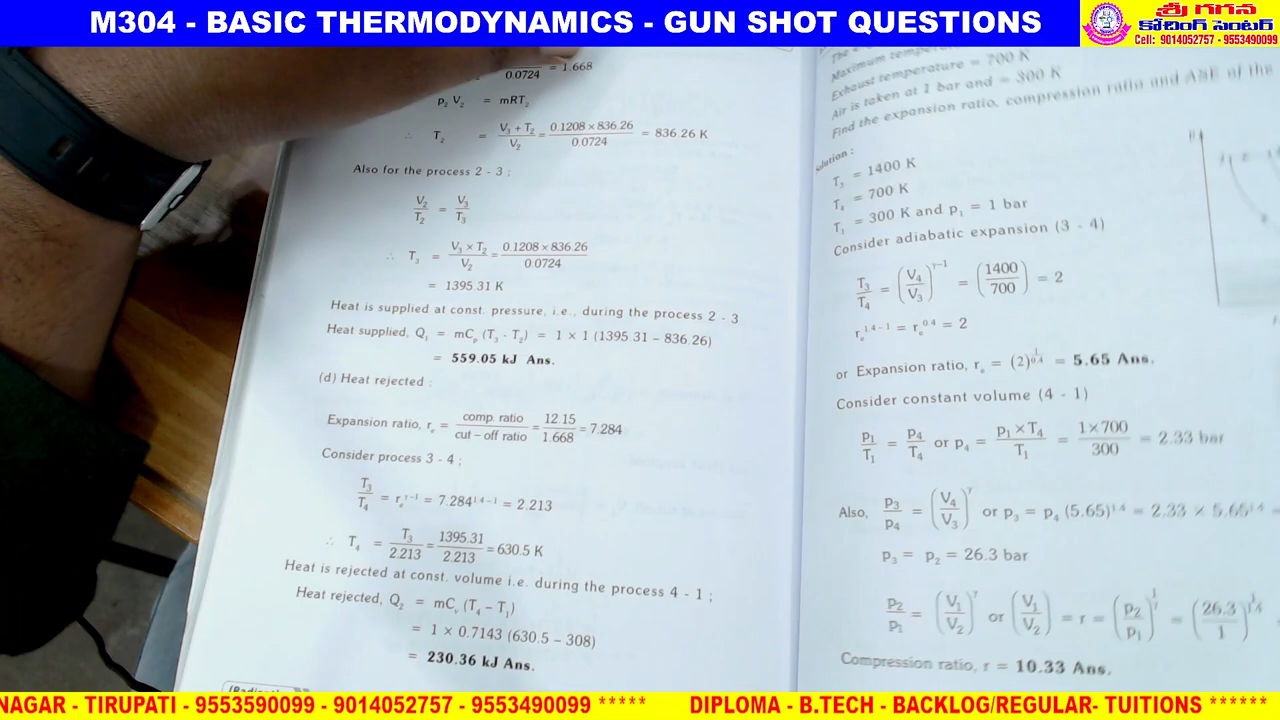 M304 - BASIC THERMODYNAMICS - GUN SHOT QUESTIONS
శ్రీ గగన
కోచింగ్ సెంటర్
Cell: 9014052757 - 9553490099
0.0724 = 1.668
p₂ V₂ = mRT₂
∴ T₂ = V₃ + T₂ / V₂ = 0.1208 × 836.26 / 0.0724 = 836.26 K
Also for the process 2 - 3 :
V₂ / T₂ = V₃ / T₃
∴ T₃ = V₃ × T₂ / V₂ = 0.1208 × 836.26 / 0.0724
= 1395.31 K
Heat is supplied at const. pressure, i.e., during the process 2 - 3
Heat supplied, Q₁ = mCₚ (T₃ - T₂) = 1 × 1 (1395.31 – 836.26)
= 559.05 kJ Ans.
(d) Heat rejected :
Expansion ratio, rₑ = comp. ratio / cut – off ratio = 12.15 / 1.668 = 7.284
Consider process 3 - 4 ;
T₃ / T₄ = rₑ^γ–1 = 7.284^1.4–1 = 2.213
∴ T₄ = T₃ / 2.213 = 1395.31 / 2.213 = 630.5 K
Heat is rejected at const. volume i.e. during the process 4 - 1 ;
Heat rejected, Q₂ = mCᵥ (T₄ – T₁)
= 1 × 0.7143 (630.5 – 308)
= 230.36 kJ Ans.
Maximum
Exhaust temperature = 700 K
Air is taken at 1 bar and = 300 K
Find the expansion ratio, compression ratio and ASE of the
Solution :
T₃ = 1400 K
T₄ = 700 K
T₁ = 300 K and p₁ = 1 bar
Consider adiabatic expansion (3 - 4)
T₃ / T₄ = (V₄ / V₃)^γ–1 = (1400 / 700) = 2
rₑ^1.4–1 = rₑ^0.4 = 2
or Expansion ratio, rₑ = (2)^1/0.4 = 5.65 Ans.
Consider constant volume (4 - 1)
p₁ / T₁ = p₄ / T₄ or p₄ = p₁ × T₄ / T₁ = 1 × 700 / 300 = 2.33 bar
Also, p₃ / p₄ = (V₄ / V₃)^γ or p₃ = p₄ (5.65)^1.4 = 2.33 × 5.65^1.4 =
p₃ = p₂ = 26.3 bar
p₂ / p₁ = (V₁ / V₂)^γ or (V₁ / V₂) = r = (p₂ / p₁)^1/γ = (26.3 / 1)^1/1.4
Compression ratio, r = 10.33 Ans.
NAGAR - TIRUPATI - 9553590099 - 9014052757 - 9553490099 ***** DIPLOMA - B.TECH - BACKLOG/REGULAR- TUITIONS ******